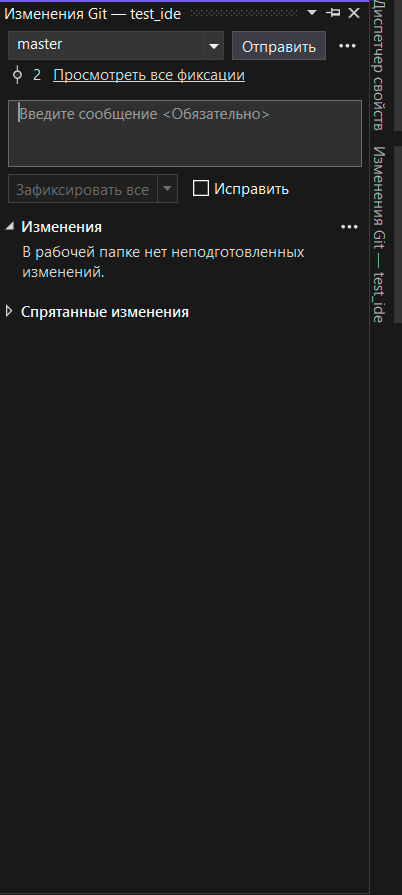 Изменения Git — test_ide
master
Отправить
2 Просмотреть все фиксации
Введите сообщение <Обязательно>
Зафиксировать все
Исправить
Изменения
В рабочей папке нет неподготовленных
изменений.
Спрятанные изменения
Диспетчер свойств
Изменения Git — test_ide